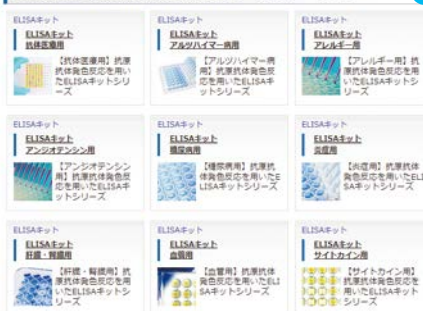 ELISAキット
ELISAキット
抗体医療用
【抗体医療用】抗原
抗体発色反応を用い
たELISAキットシリ
ーズ
ELISAキット
ELISAキット
アルツハイマー病用
【アルツハイマー病
用】抗原抗体発色反
応を用いたELISAキ
ットシリーズ
ELISAキット
ELISAキット
アレルギー用
【アレルギー用】抗
原抗体発色反応を用
いたELISAキットシ
リーズ
ELISAキット
ELISAキット
アンジオテンシン用
【アンジオテンシン
用】抗原抗体発色反
応を用いたELISAキ
ットシリーズ
ELISAキット
ELISAキット
糖尿病用
【糖尿病用】抗原抗
体発色反応を用いたE
LISAキットシリーズ
ELISAキット
ELISAキット
炎症用
【炎症用】抗原抗体
発色反応を用いたELI
SAキットシリーズ
ELISAキット
ELISAキット
肝臓・腎臓用
【肝臓・腎臓用】抗
原抗体発色反応を用
いたELISAキットシ
リーズ
ELISAキット
ELISAキット
血管用
【血管用】抗原抗体
発色反応を用いたELI
SAキットシリーズ
ELISAキット
ELISAキット
サイトカイン用
【サイトカイン用】
抗原抗体発色反応を
用いたELISAキット
シリーズ